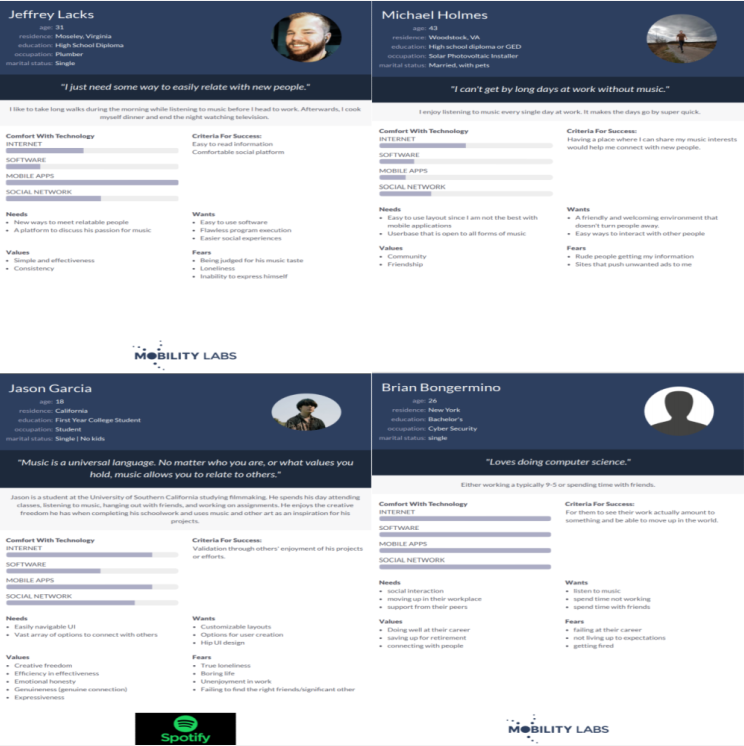 Jeffrey Lacks
age: 31
residence: Moseley, Virginia
education: High School Diploma
occupation: Plumber
marital status: Single
"I just need some way to easily relate with new people."
I like to take long walks during the morning while listening to music before I head to work. Afterwards, I cook
myself dinner and end the night watching television.
Comfort With Technology
INTERNET
SOFTWARE
MOBILE APPS
SOCIAL NETWORK
Criteria For Success:
Easy to read information
Comfortable social platform
Needs
• New ways to meet relatable people
• A platform to discuss his passion for music
Wants
• Easy to use software
• Flawless program execution
• Easier social experiences
Values
• Simple and effectiveness
• Consistency
Fears
• Being judged for his music taste
• Loneliness
• Inability to express himself
MOBILITY LABS
Michael Holmes
age: 43
residence: Woodstock, VA
education: High school diploma or GED
occupation: Solar Photovoltaic Installer
marital status: Married, with pets
"I can't get by long days at work without music."
I enjoy listening to music every single day at work. It makes the days go by super quick.
Comfort With Technology
INTERNET
SOFTWARE
MOBILE APPS
SOCIAL NETWORK
Criteria For Success:
Having a place where I can share my music interests
would help me connect with new people.
Needs
• Easy to use layout since I am not the best with
mobile applications
• Userbase that is open to all forms of music
Wants
• A friendly and welcoming environment that
doesn't turn people away.
• Easy ways to interact with other people
Values
• Community
• Friendship
Fears
• Rude people getting my information
• Sites that push unwanted ads to me
Jason Garcia
age: 18
residence: California
education: First Year College Student
occupation: Student
marital status: Single | No kids
"Music is a universal language. No matter who you are, or what values you
hold, music allows you to relate to others."
Jason is a student at the University of Southern California studying filmmaking. He spends his day attending
classes, listening to music, hanging out with friends, and working on assignments. He enjoys the creative
freedom he has when completing his schoolwork and uses music and other art as an inspiration for his
projects.
Comfort With Technology
INTERNET
SOFTWARE
MOBILE APPS
SOCIAL NETWORK
Criteria For Success:
Validation through others' enjoyment of his projects
or efforts.
Needs
• Easily navigable UI
• Vast array of options to connect with others
Wants
• Customizable layouts
• Options for user creation
• Hip UI design
Values
• Creative freedom
• Efficiency in effectiveness
• Emotional honesty
• Genuineness (genuine connection)
• Expressiveness
Fears
• True loneliness
• Boring life
• Unenjoyment in work
• Failing to find the right friends/significant other
Spotify
Brian Bongermino
age: 26
residence: New York
education: Bachelor's
occupation: Cyber Security
marital status: single
"Loves doing computer science."
Either working a typically 9-5 or spending time with friends.
Comfort With Technology
INTERNET
SOFTWARE
MOBILE APPS
SOCIAL NETWORK
Criteria For Success:
For them to see their work actually amount to
something and be able to move up in the world.
Needs
• social interaction
• moving up in their workplace
• support from their peers
Wants
• listen to music
• spend time not working
• spend time with friends
Values
• Doing well at their career
• saving up for retirement
• connecting with people
Fears
• failing at their career
• not living up to expectations
• getting fired
MOBILITY LABS